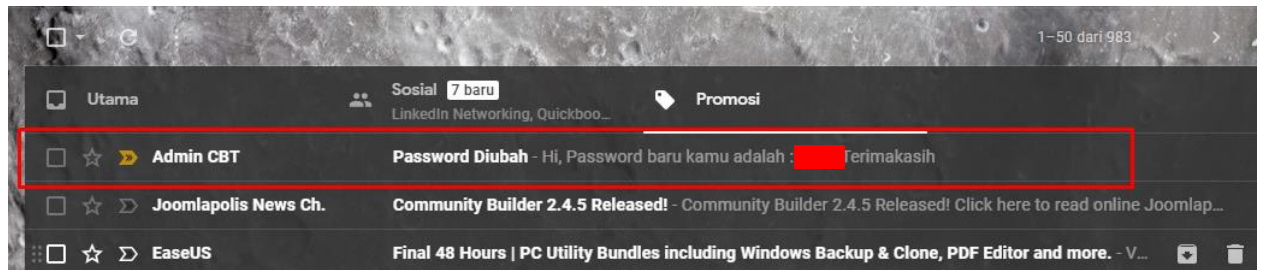 1–50 dari 983
Utama
Sosial 7 baru
LinkedIn Networking, Quickboo...
Promosi
Admin CBT Password Diubah - Hi, Password baru kamu adalah : Terimakasih
Joomlapolis News Ch. Community Builder 2.4.5 Released! - Community Builder 2.4.5 Released! Click here to read online Joomlap...
EaseUS Final 48 Hours | PC Utility Bundles including Windows Backup & Clone, PDF Editor and more. - V...